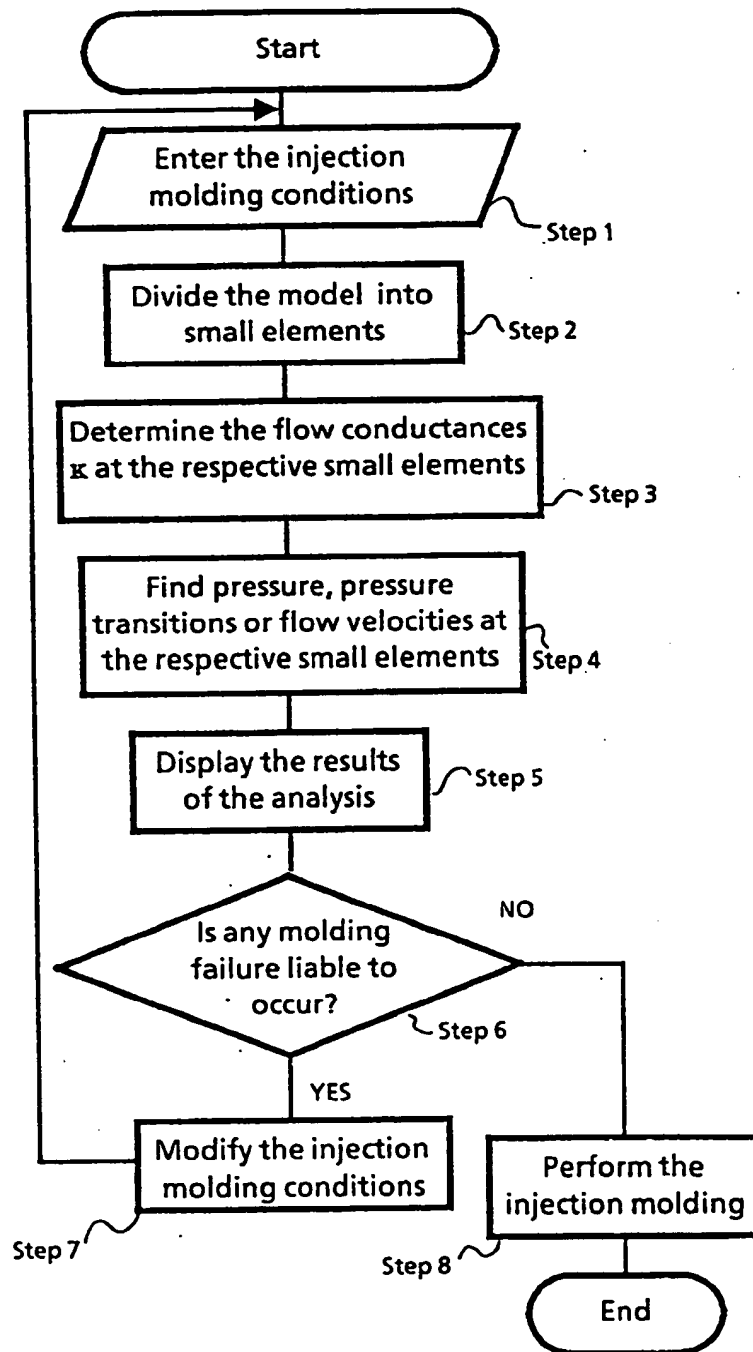 Start
Enter the injection
molding conditions
Step 1
Divide the model into
small elements
Step 2
Determine the flow conductances
κ at the respective small elements
Step 3
Find pressure, pressure
transitions or flow velocities at
the respective small elements
Step 4
Display the results
of the analysis
Step 5
Is any molding
failure liable to
occur?
NO
Step 6
YES
Modify the injection
molding conditions
Step 7
Perform the
injection molding
Step 8
End